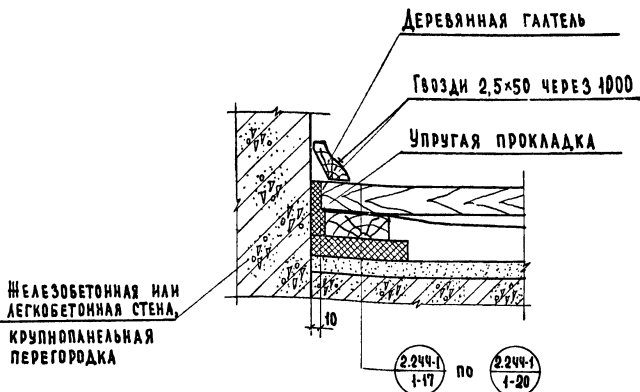 Деревянная галтель
Гвозди 2,5×50 через 1000
Упругая прокладка
Железобетонная или
легкобетонная стена,
крупнопанельная
перегородка
10
2.244-1
1-17
по
2.244-1
1-20